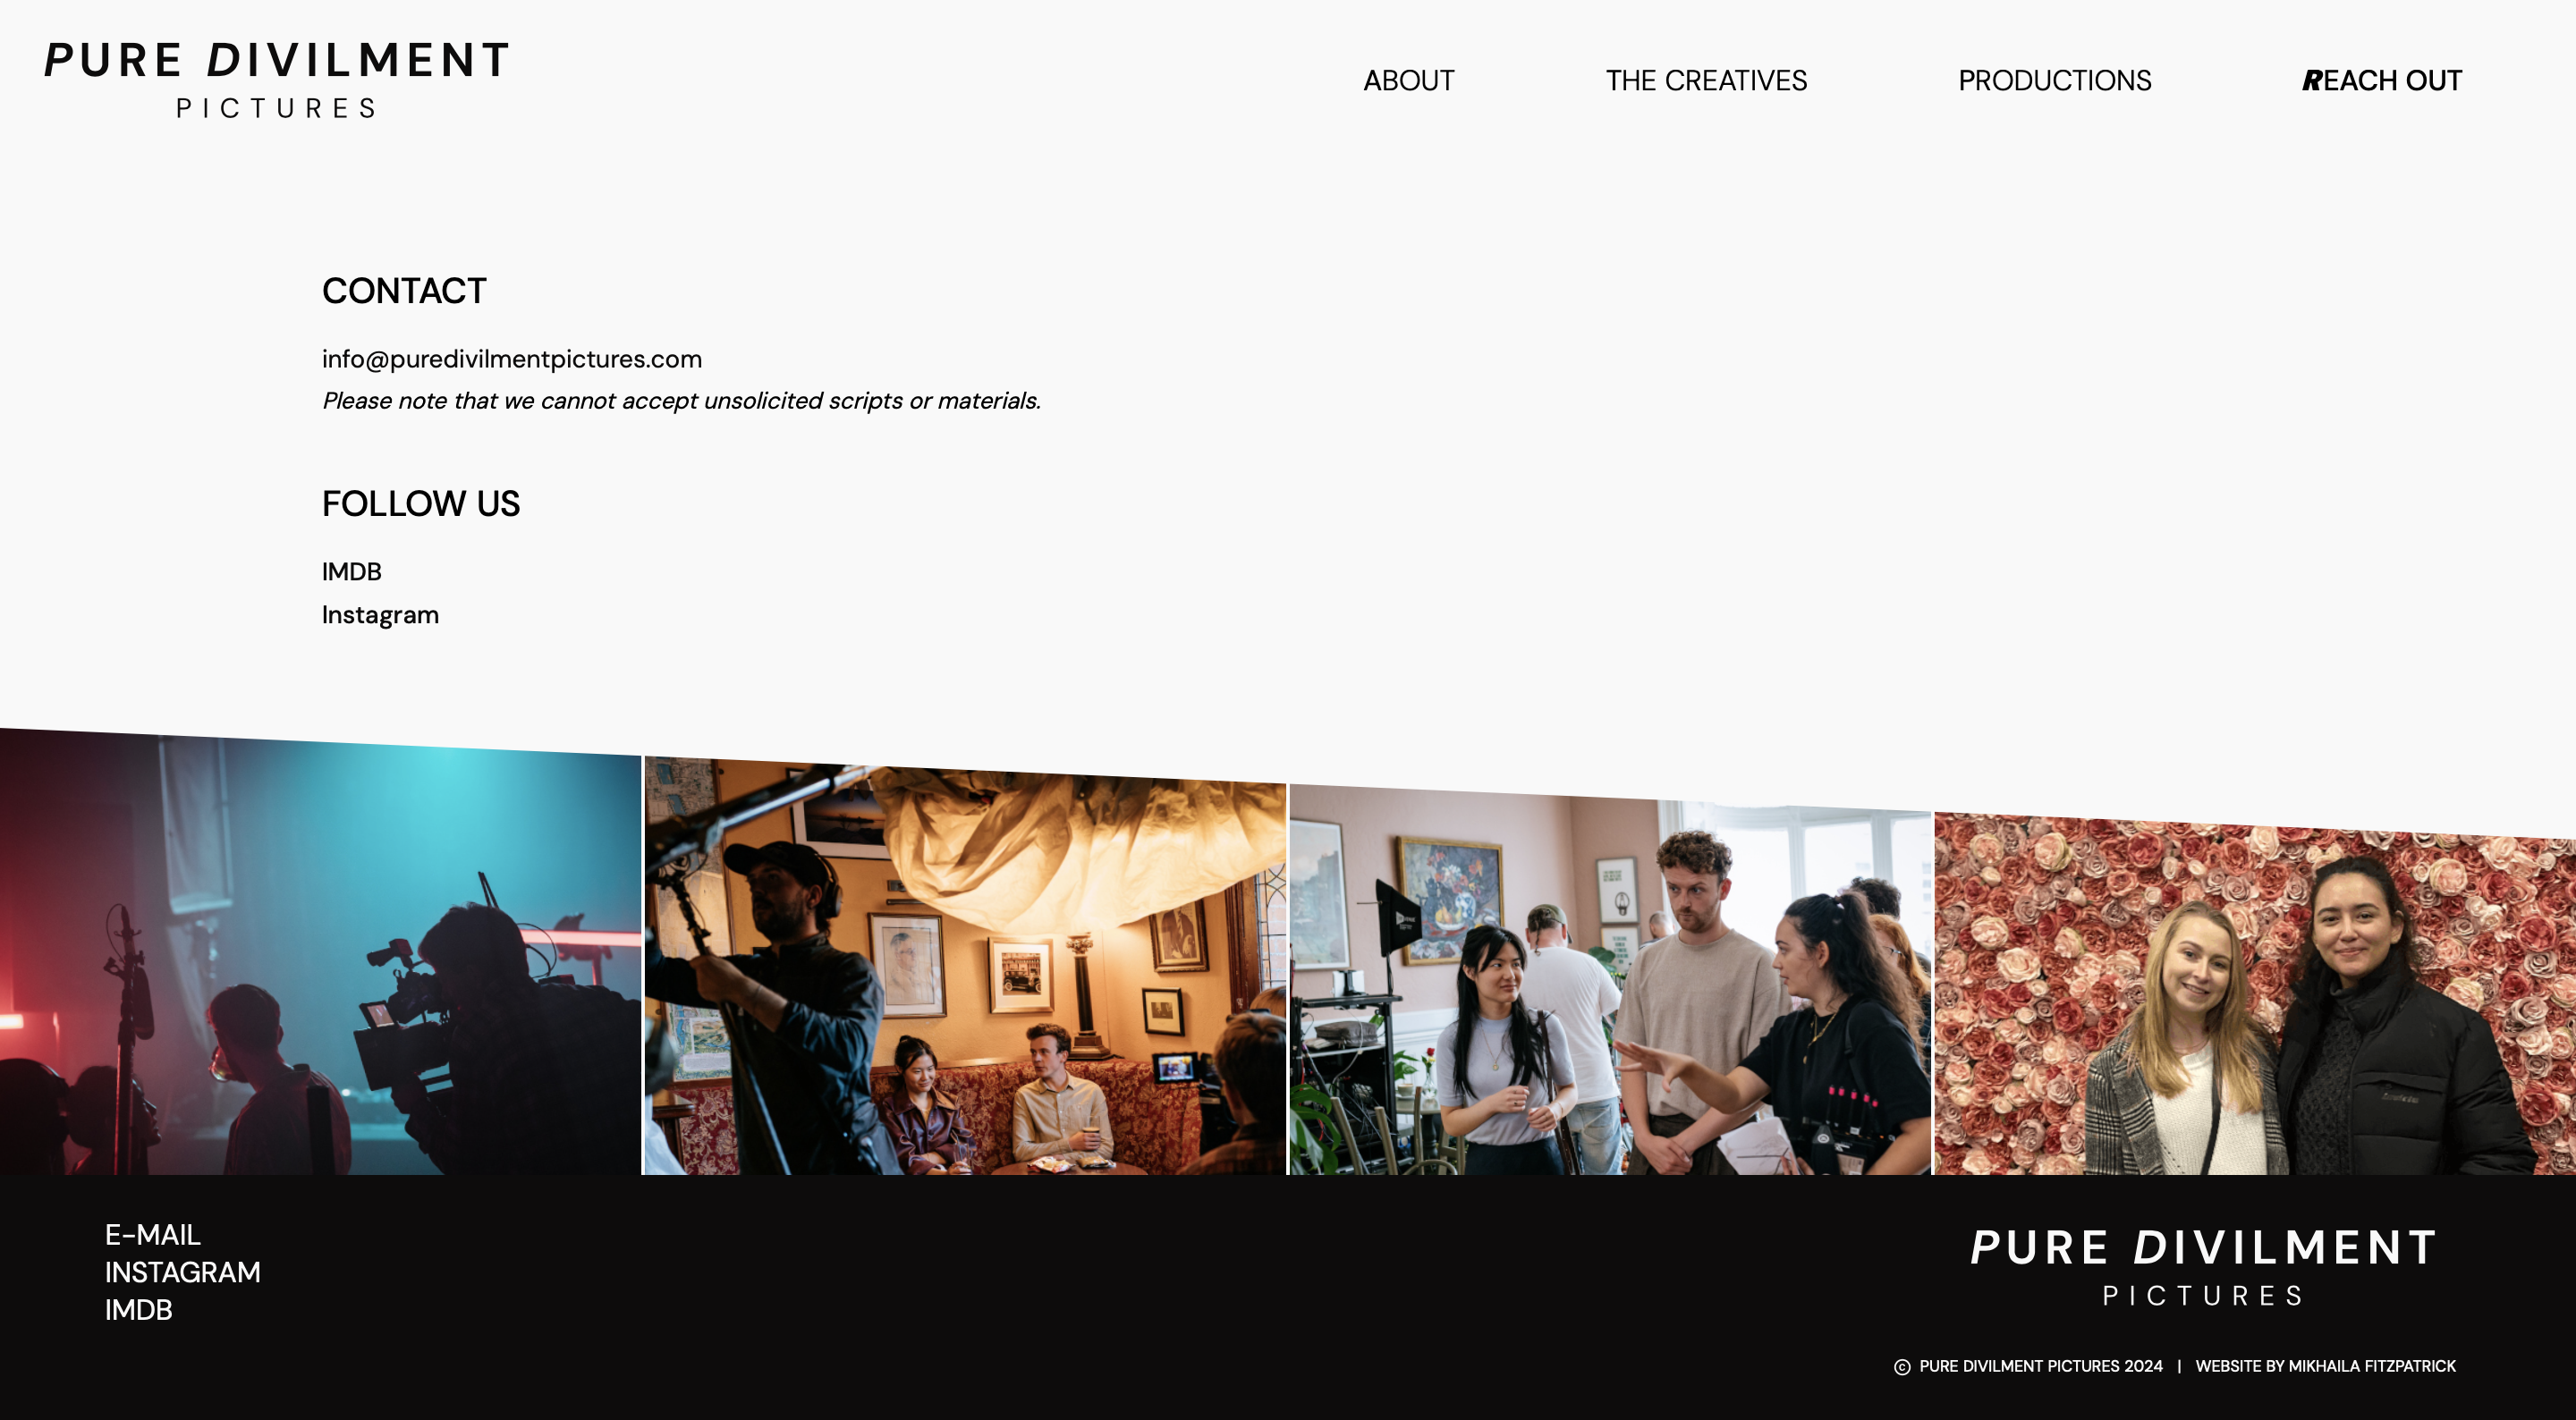 PURE DIVILMENT
PICTURES
ABOUT
THE CREATIVES
PRODUCTIONS
REACH OUT
CONTACT
info@puredivilmentpictures.com
Please note that we cannot accept unsolicited scripts or materials.
FOLLOW US
IMDB
Instagram
E-MAIL
INSTAGRAM
IMDB
PURE DIVILMENT
PICTURES
© PURE DIVILMENT PICTURES 2024 | WEBSITE BY MIKHAILA FITZPATRICK